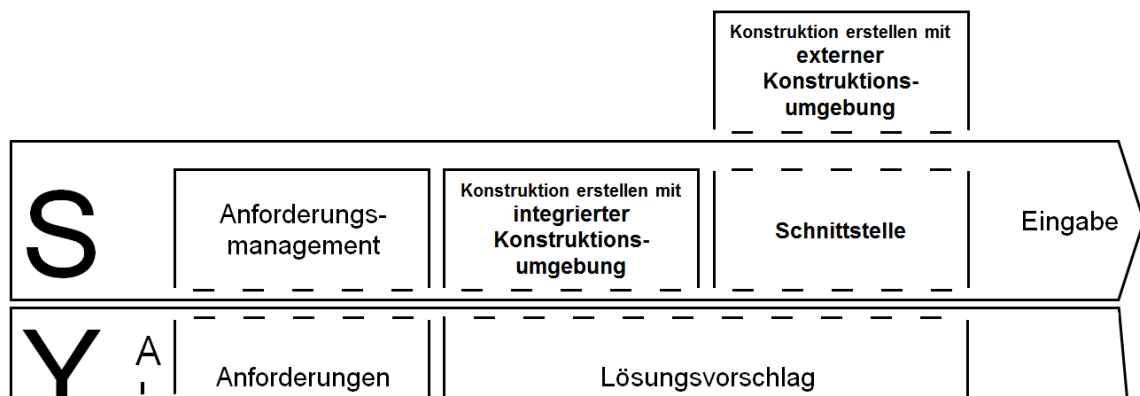 Konstruktion erstellen mit
externer
Konstruktions-
umgebung
S
Anforderungs-
management
Konstruktion erstellen mit
integrierter
Konstruktions-
umgebung
Schnittstelle
Eingabe
Y
A
Anforderungen
Lösungsvorschlag